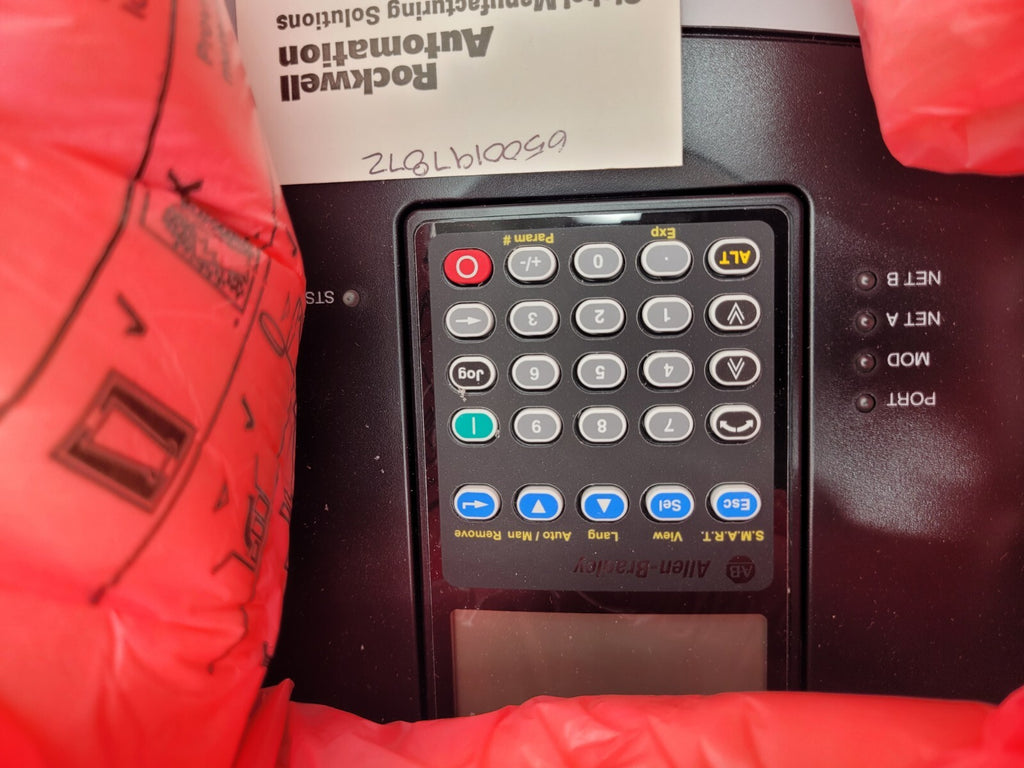 AB Allen-Bradley
S.M.A.R.T. View Lang Auto / Man Remove
Esc Sel
PORT
MOD
NET A
NET B
7 8 9 I
4 5 6 Jog
1 2 3
ALT . 0 +/- O
Exp Param #
STS
Rockwell
Automation
Global Manufacturing Solutions